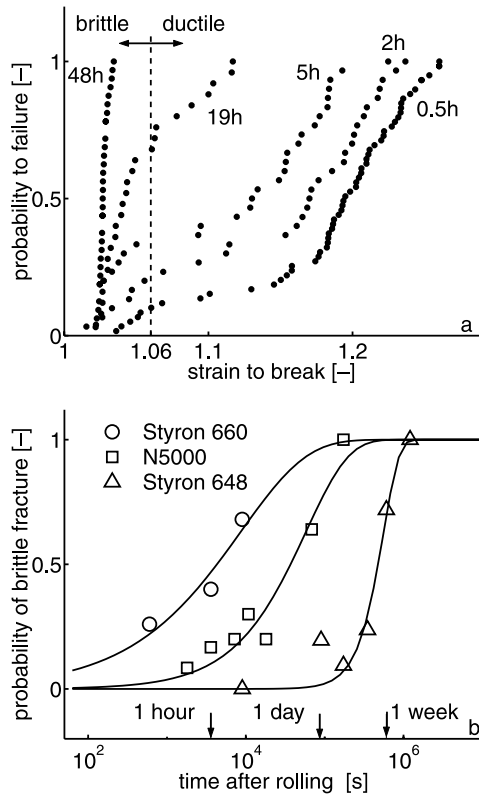 brittle ductile
48h
19h
5h
2h
0.5h
1
0.5
0
probability to failure [–]
1 1.06 1.1 1.2
strain to break [–]
a
Styron 660
N5000
Styron 648
1
0.5
0
probability of brittle fracture [–]
1 hour 1 day 1 week
10² 10⁴ 10⁶
time after rolling [s]
b